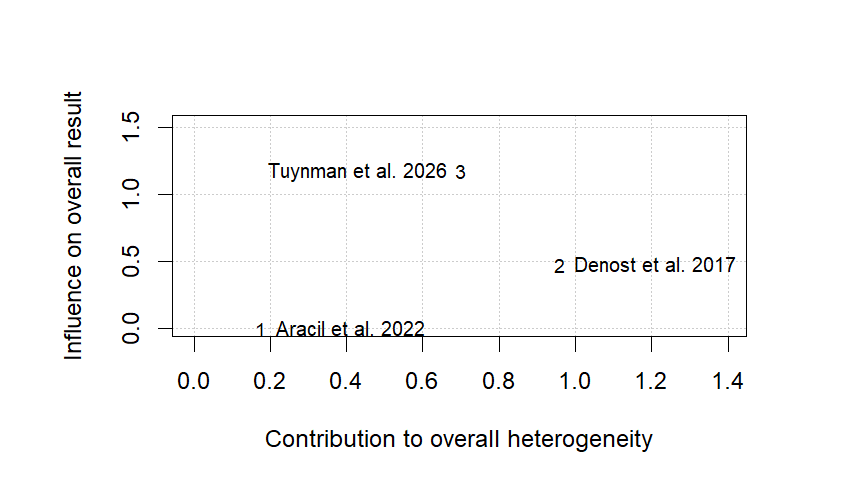 Influence on overall result
1.5
1.0
0.5
0.0
Tuynman et al. 2026 3
2 Denost et al. 2017
1 Aracil et al. 2022
0.0 0.2 0.4 0.6 0.8 1.0 1.2 1.4
Contribution to overall heterogeneity